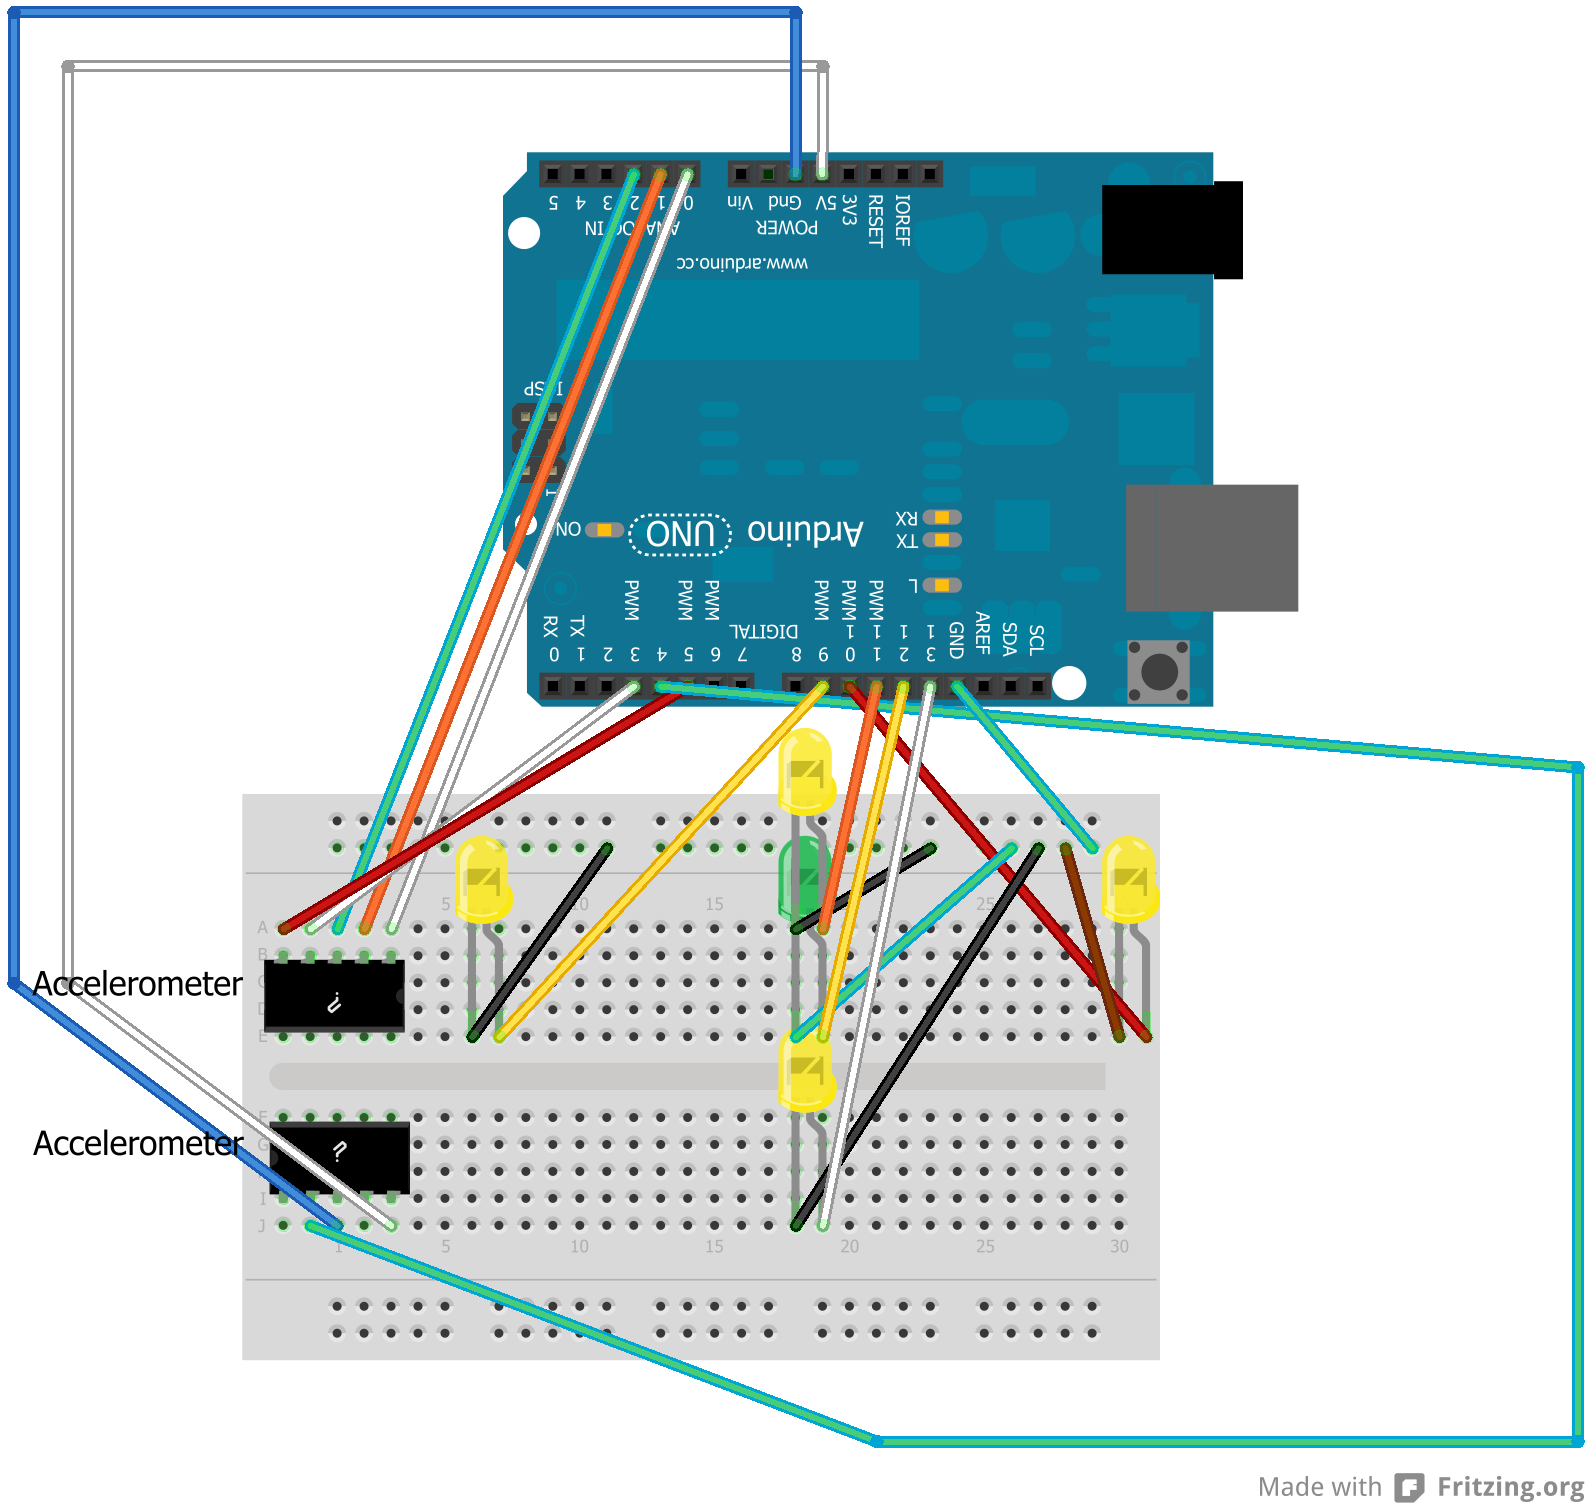 5 4 3 2 1 0
Vin Gnd 5V 3V3 RESET IOREF
ANALOG IN
POWER
www.arduino.cc
ICSP
1
ON
UNO
Arduino
RX
TX
L
PWM PWM PWM PWM PWM PWM
DIGITAL
RX 0
TX 1
2 3 4 5 6 7 8 9 10 11 12 13
GND AREF SDA SCL
5 10 15 25
A
B
C
D
E
Accelerometer
?
F
G
I
J
Accelerometer
?
1 5 10 15 20 25 30
Made with Fritzing.org